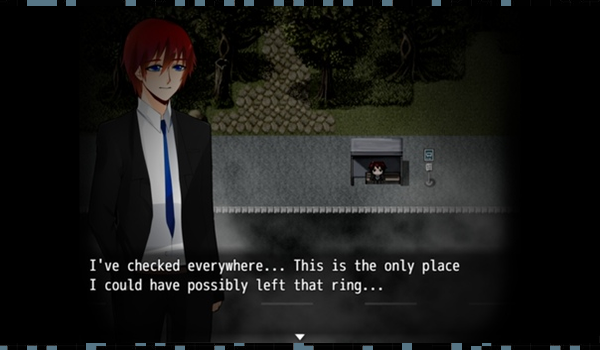 I've checked everywhere... This is the only place
I could have possibly left that ring...